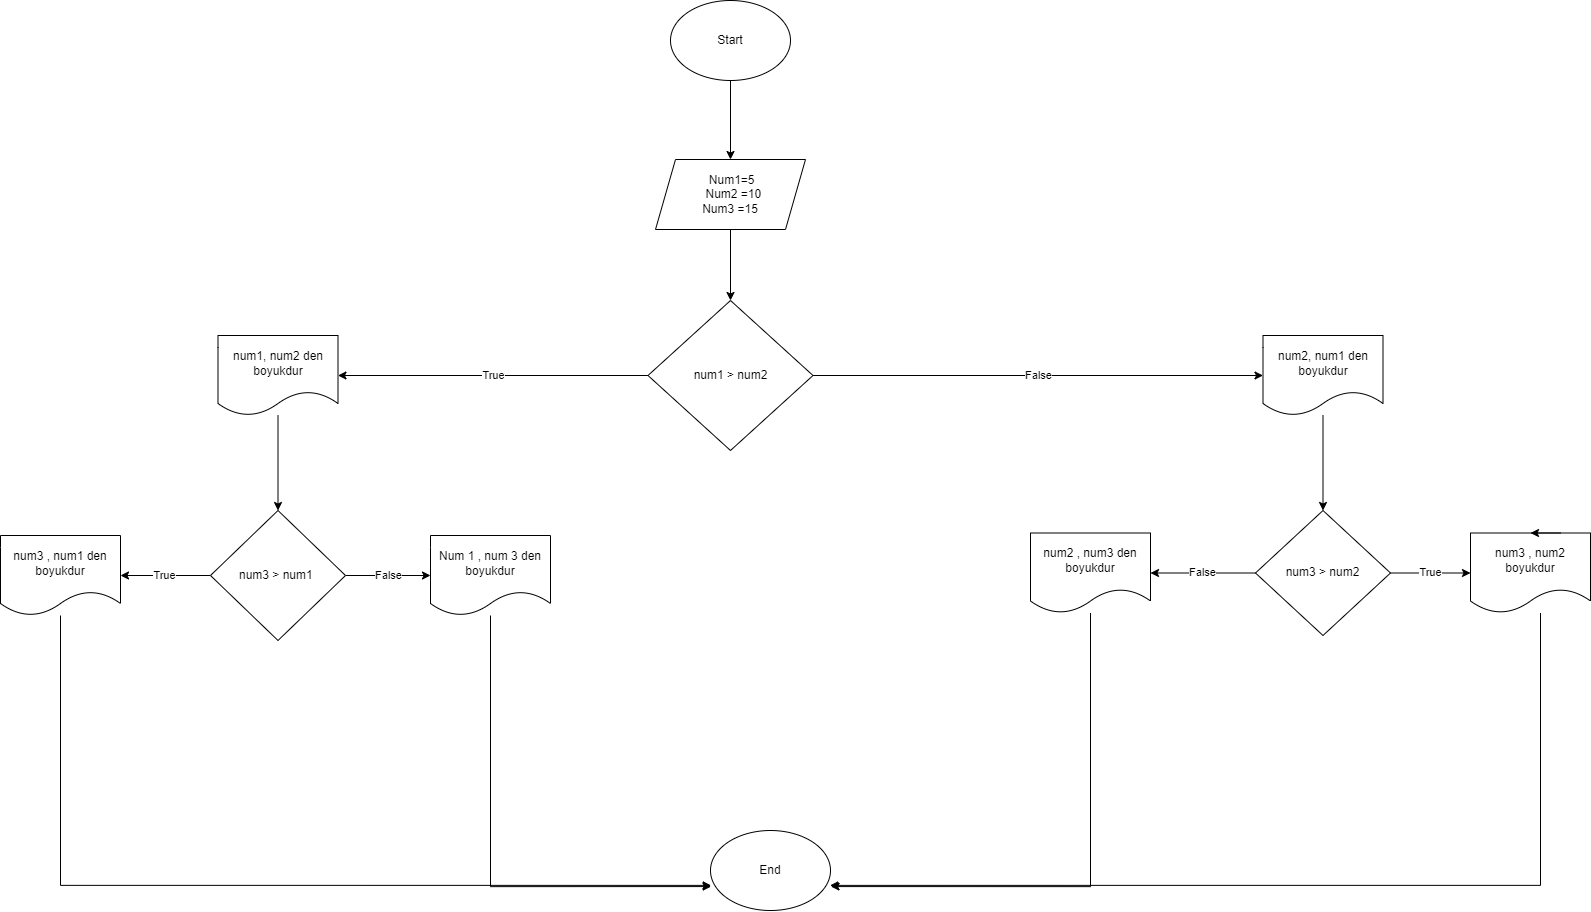 Start
Num1=5
Num2 =10
Num3 =15
num1, num2 den
boyukdur
True
num1 > num2
False
num2, num1 den
boyukdur
num3 , num1 den
boyukdur
True
num3 > num1
False
Num 1 , num 3 den
boyukdur
num2 , num3 den
boyukdur
False
num3 > num2
True
num3 , num2
boyukdur
End